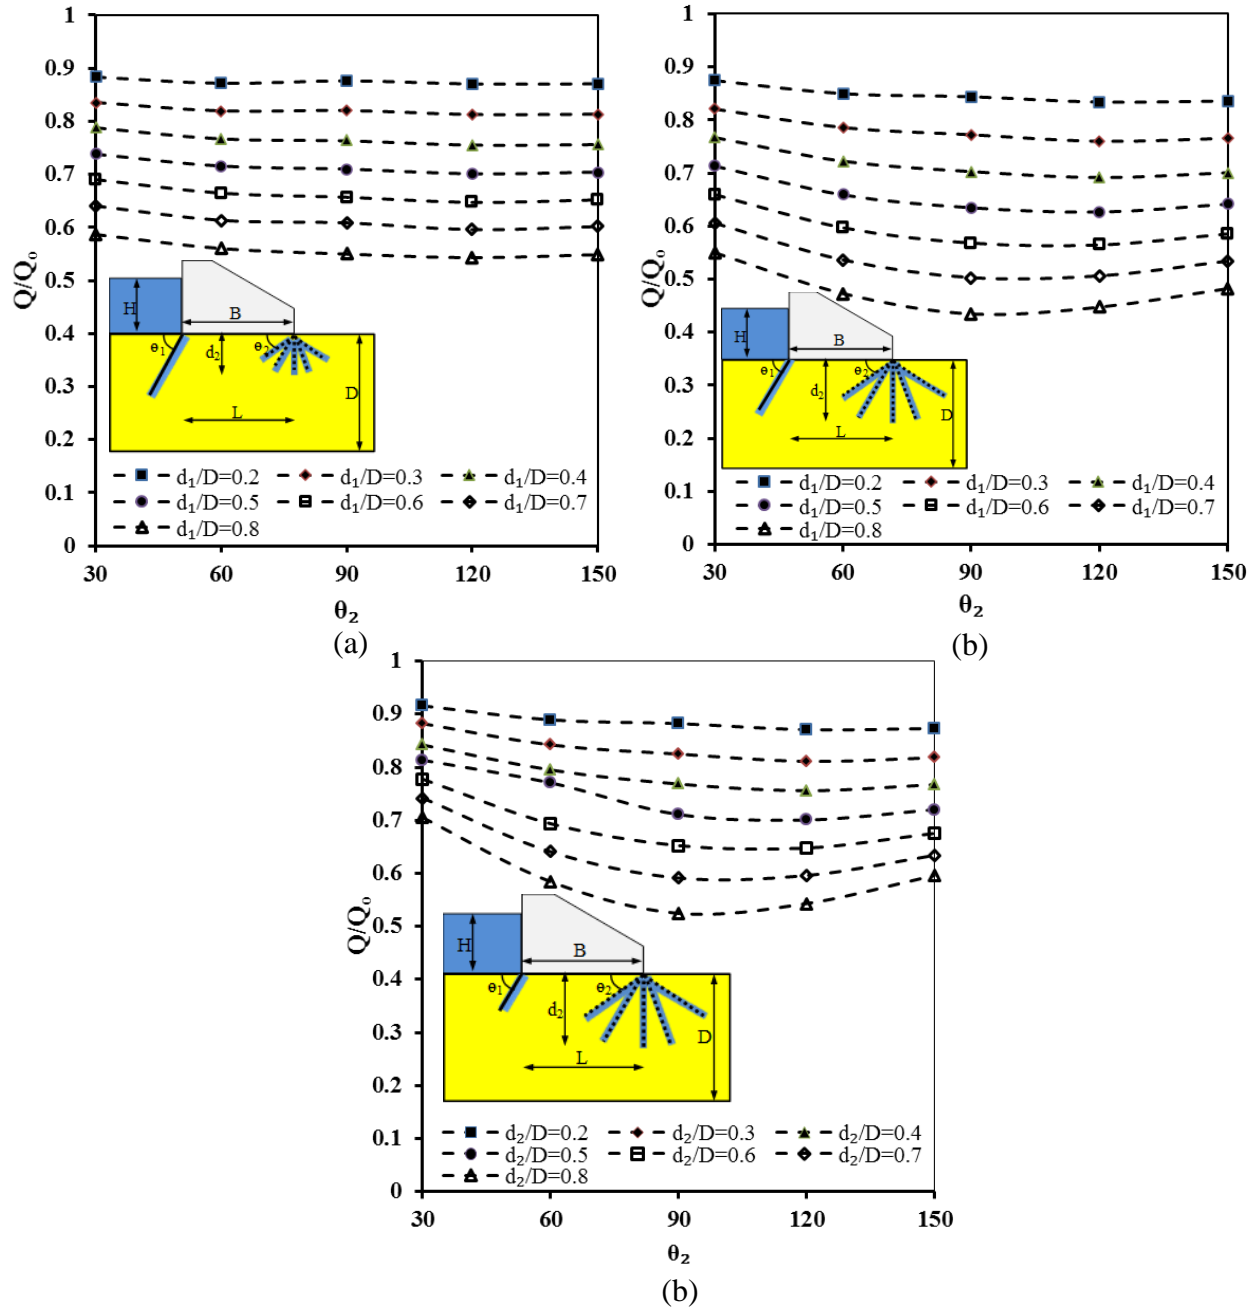 1
0.9
0.8
0.7
0.6
0.5
0.4
0.3
0.2
0.1
0
Q/Qₒ
H
B
ɵ₁
d₂
ɵ₂
D
L
d₁/D=0.2 d₁/D=0.3 d₁/D=0.4
d₁/D=0.5 d₁/D=0.6 d₁/D=0.7
d₁/D=0.8
30 60 90 120 150
θ₂
(a)
1
0.9
0.8
0.7
0.6
0.5
0.4
0.3
0.2
0.1
0
Q/Qₒ
H
B
ɵ₁
d₂
ɵ₂
D
L
d₁/D=0.2 d₁/D=0.3 d₁/D=0.4
d₁/D=0.5 d₁/D=0.6 d₁/D=0.7
d₁/D=0.8
30 60 90 120 150
θ₂
(b)
1
0.9
0.8
0.7
0.6
0.5
0.4
0.3
0.2
0.1
0
Q/Qₒ
H
B
ɵ₁
d₂
ɵ₂
D
L
d₂/D=0.2 d₂/D=0.3 d₂/D=0.4
d₂/D=0.5 d₂/D=0.6 d₂/D=0.7
d₂/D=0.8
30 60 90 120 150
θ₂
(b)